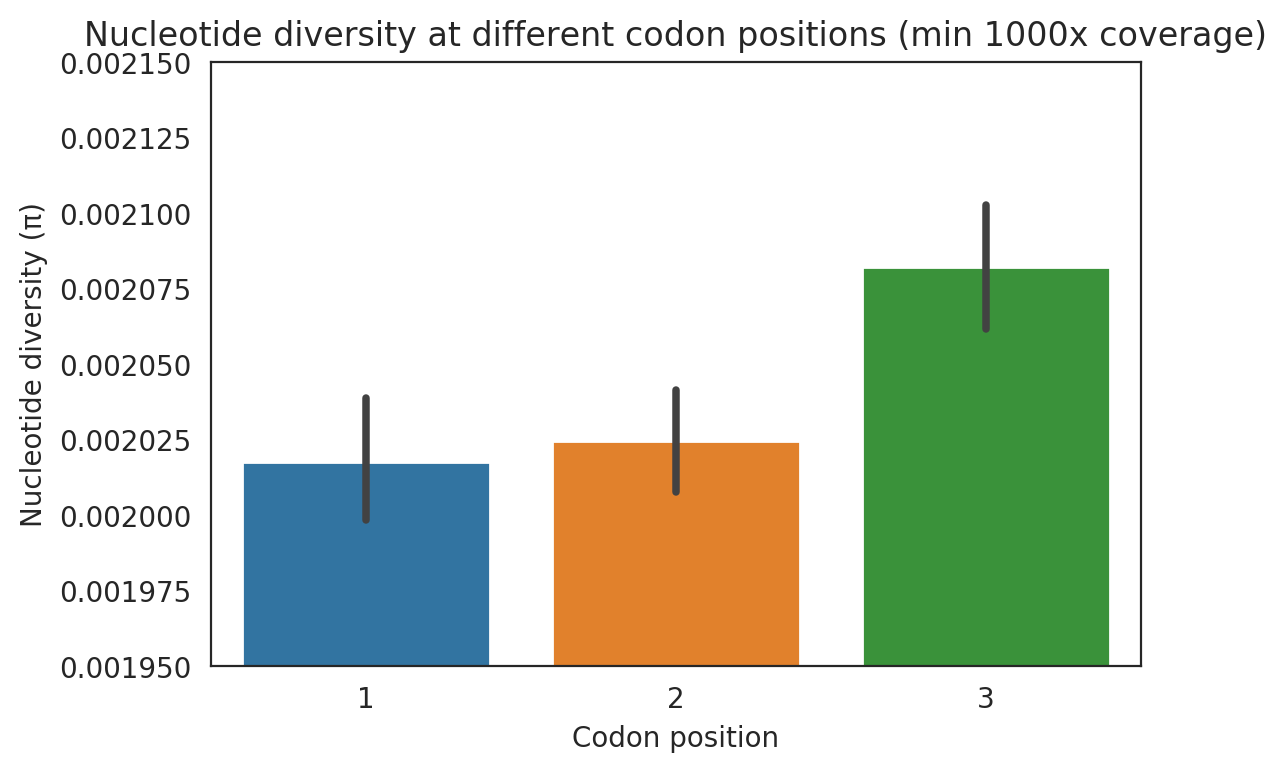 Nucleotide diversity at different codon positions (min 1000x coverage)
Nucleotide diversity (π)
0.002150
0.002125
0.002100
0.002075
0.002050
0.002025
0.002000
0.001975
0.001950
1 2 3
Codon position